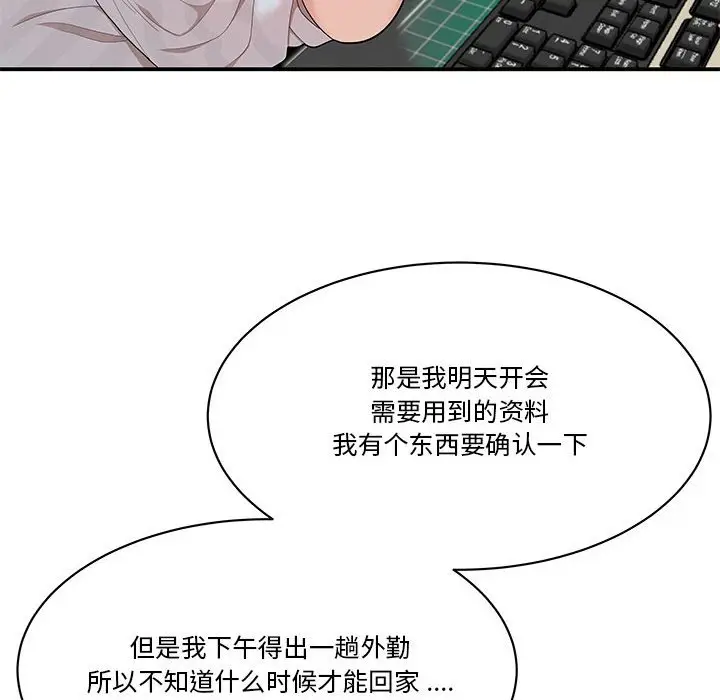 那是我明天开会
需要用到的资料
我有个东西要确认一下
但是我下午得出一趟外勤
所以不知道什么时候才能回家 ....